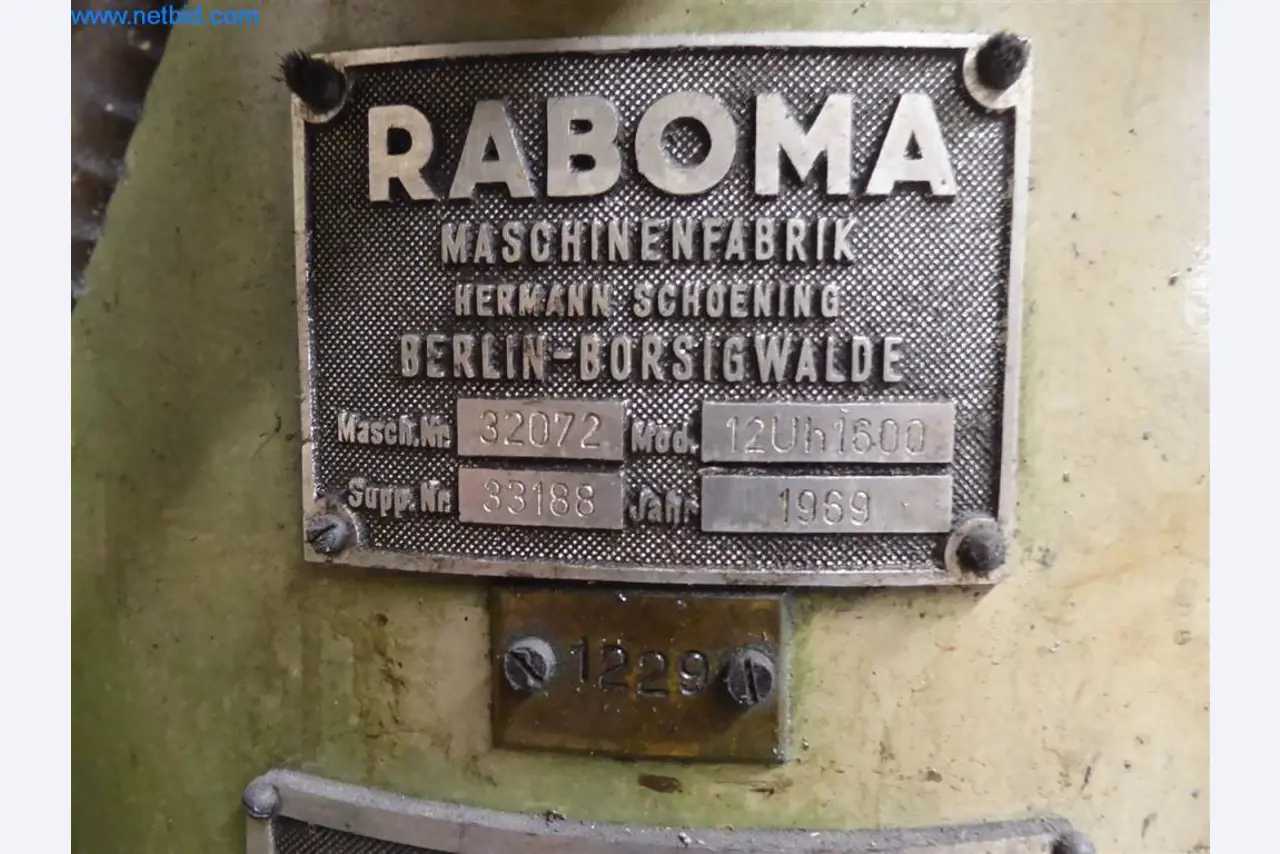 www.netbid.com
RABOMA
MASCHINENFABRIK
HERMANN SCHOENING
BERLIN-BORSIGWALDE
Masch.Nr. 32072 Mod. 12Uh1600
Supp.Nr. 33188 Jahr 1969
1229